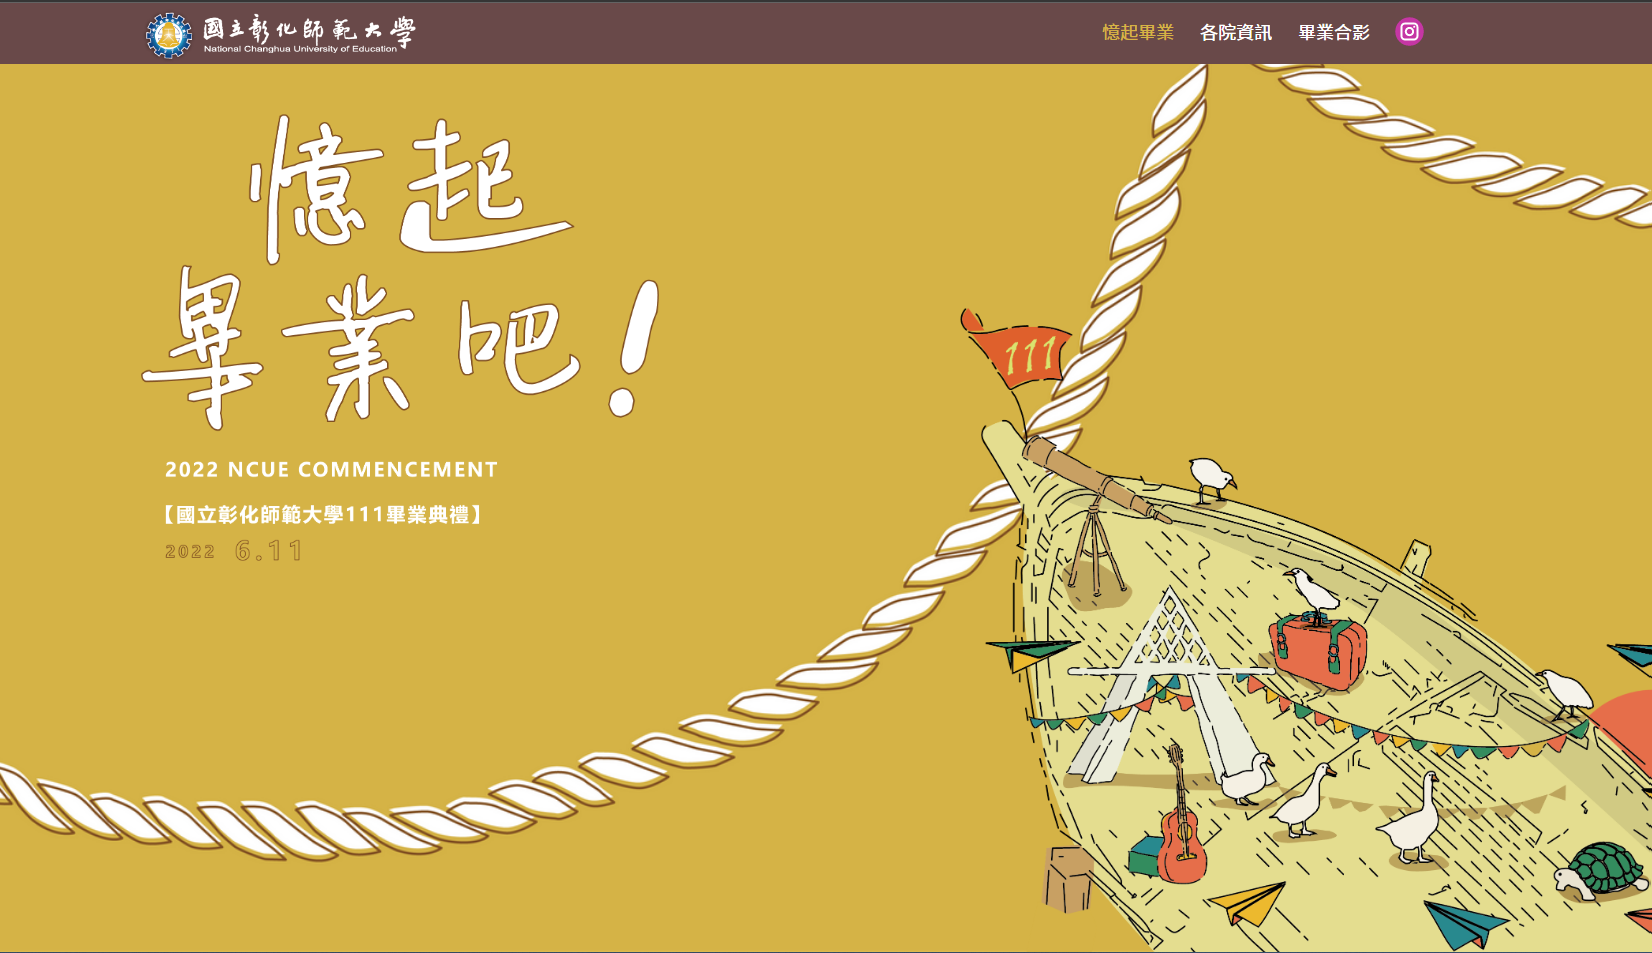 國立彰化師範大學
National Changhua University of Education
憶起畢業 各院資訊 畢業合影
憶起
畢業吧!
111
2022 NCUE COMMENCEMENT
【國立彰化師範大學111畢業典禮】
2022 6.11